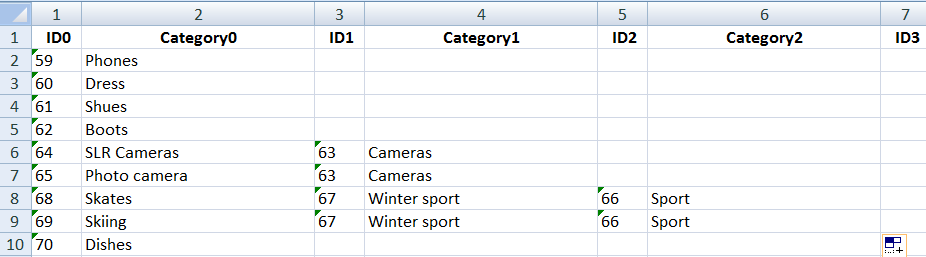 1 2 3 4 5 6 7
1 ID0 Category0 ID1 Category1 ID2 Category2 ID3
2 59 Phones
3 60 Dress
4 61 Shues
5 62 Boots
6 64 SLR Cameras 63 Cameras
7 65 Photo camera 63 Cameras
8 68 Skates 67 Winter sport 66 Sport
9 69 Skiing 67 Winter sport 66 Sport
10 70 Dishes